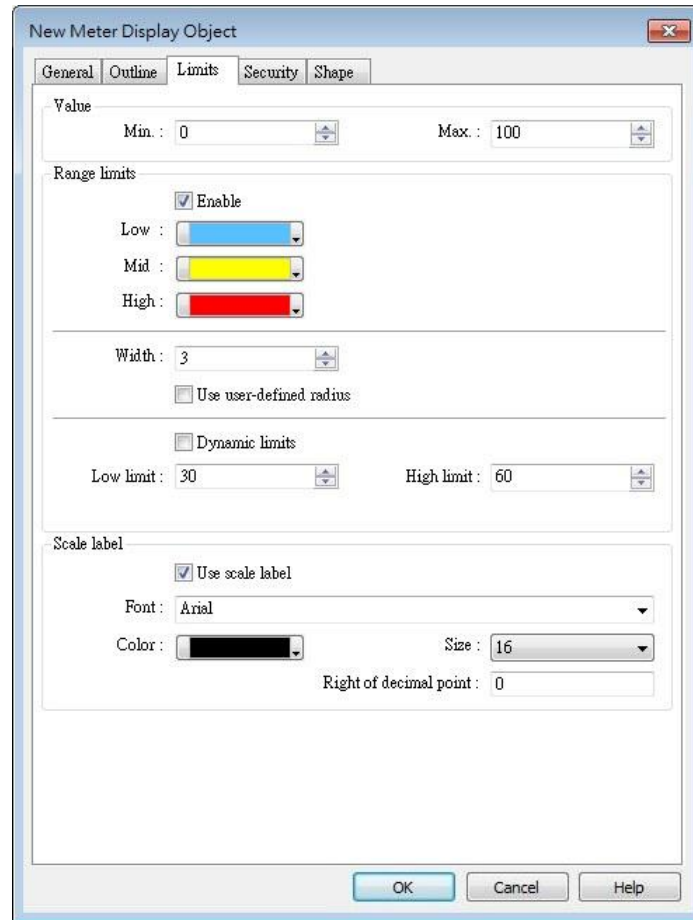 New Meter Display Object
General Outline Limits Security Shape
Value
Min. : 0 Max. : 100
Range limits
Enable
Low :
Mid :
High :
Width : 3
Use user-defined radius
Dynamic limits
Low limit : 30 High limit : 60
Scale label
Use scale label
Font : Arial
Color : Size : 16
Right of decimal point : 0
OK Cancel Help